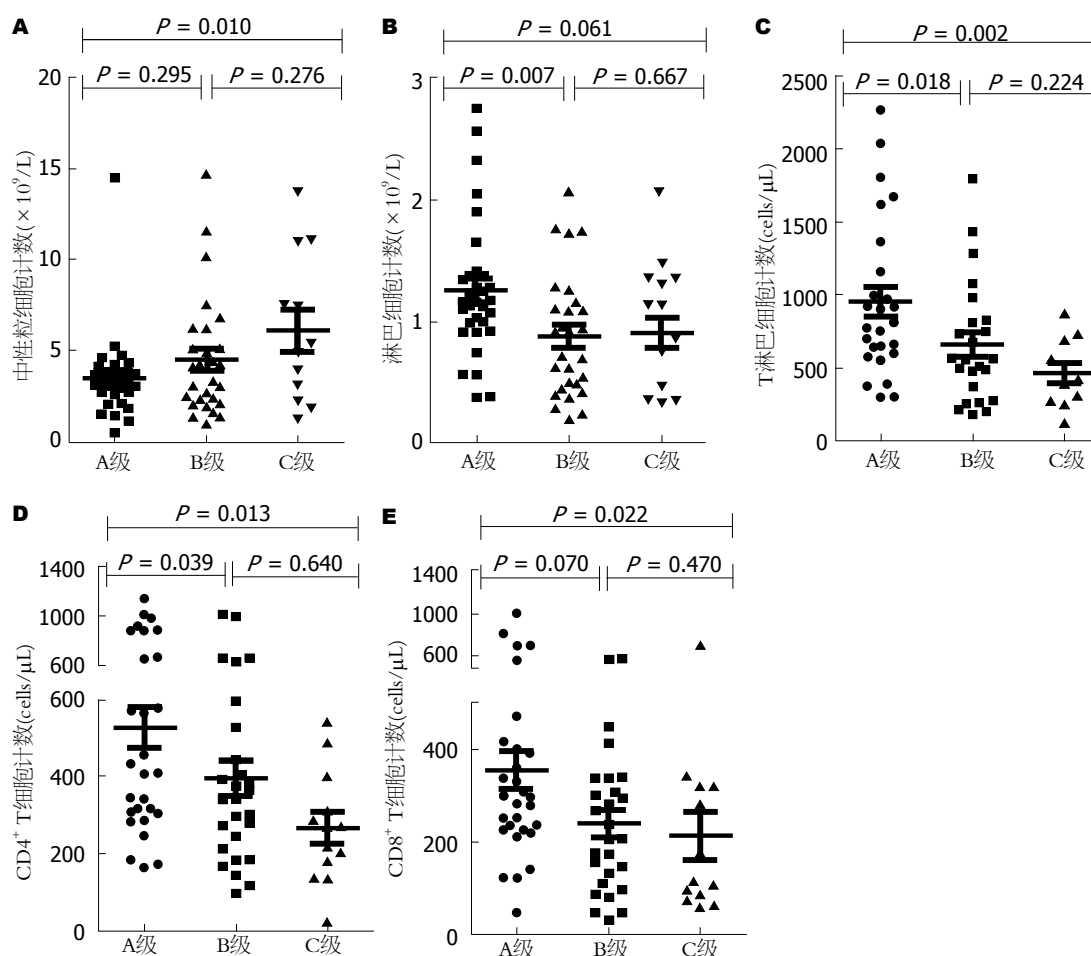 A
P = 0.010
P = 0.295
P = 0.276
中性粒细胞计数(×10⁹/L)
20
15
10
5
0
A级
B级
C级
B
P = 0.061
P = 0.007
P = 0.667
淋巴细胞计数(×10⁹/L)
3
2
1
0
A级
B级
C级
C
P = 0.002
P = 0.018
P = 0.224
T淋巴细胞计数(cells/μL)
2500
2000
1500
1000
500
0
A级
B级
C级
D
P = 0.013
P = 0.039
P = 0.640
CD4⁺ T细胞计数(cells/μL)
1400
1000
600
600
400
200
0
A级
B级
C级
E
P = 0.022
P = 0.070
P = 0.470
CD8⁺ T细胞计数(cells/μL)
1400
1000
600
400
200
0
A级
B级
C级